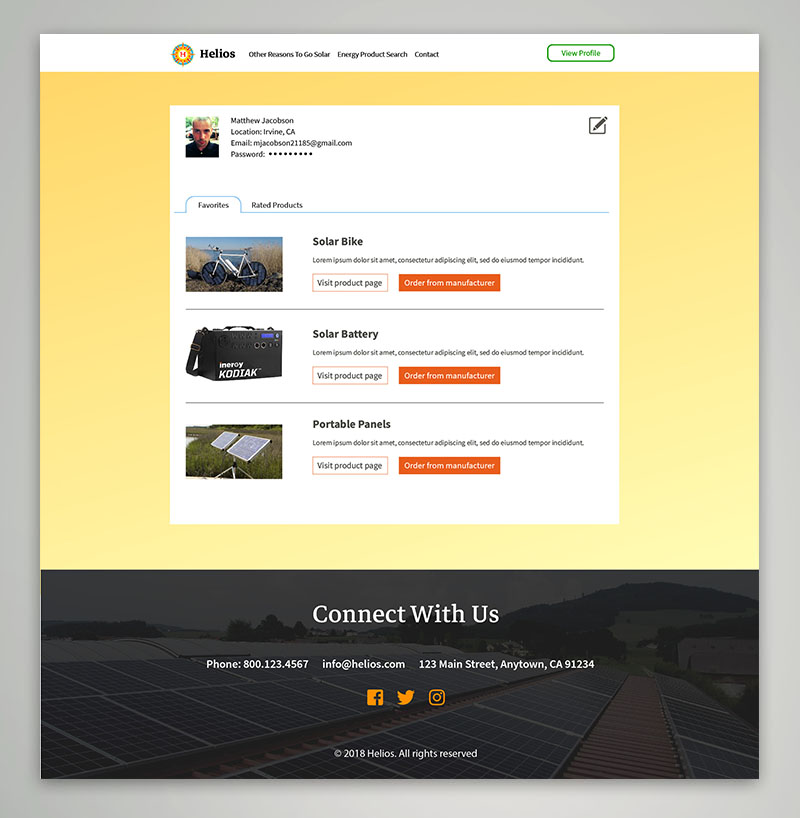 H
Helios
Other Reasons To Go Solar
Energy Product Search
Contact
View Profile
Matthew Jacobson
Location: Irvine, CA
Email: mjacobson21185@gmail.com
Password: •••••••••
Favorites
Rated Products
Solar Bike
Lorem ipsum dolor sit amet, consectetur adipiscing elit, sed do eiusmod tempor incididunt.
Visit product page
Order from manufacturer
inergy
KODIAK™
Solar Battery
Lorem ipsum dolor sit amet, consectetur adipiscing elit, sed do eiusmod tempor incididunt.
Visit product page
Order from manufacturer
Portable Panels
Lorem ipsum dolor sit amet, consectetur adipiscing elit, sed do eiusmod tempor incididunt.
Visit product page
Order from manufacturer
Connect With Us
Phone: 800.123.4567
info@helios.com
123 Main Street, Anytown, CA 91234
© 2018 Helios. All rights reserved